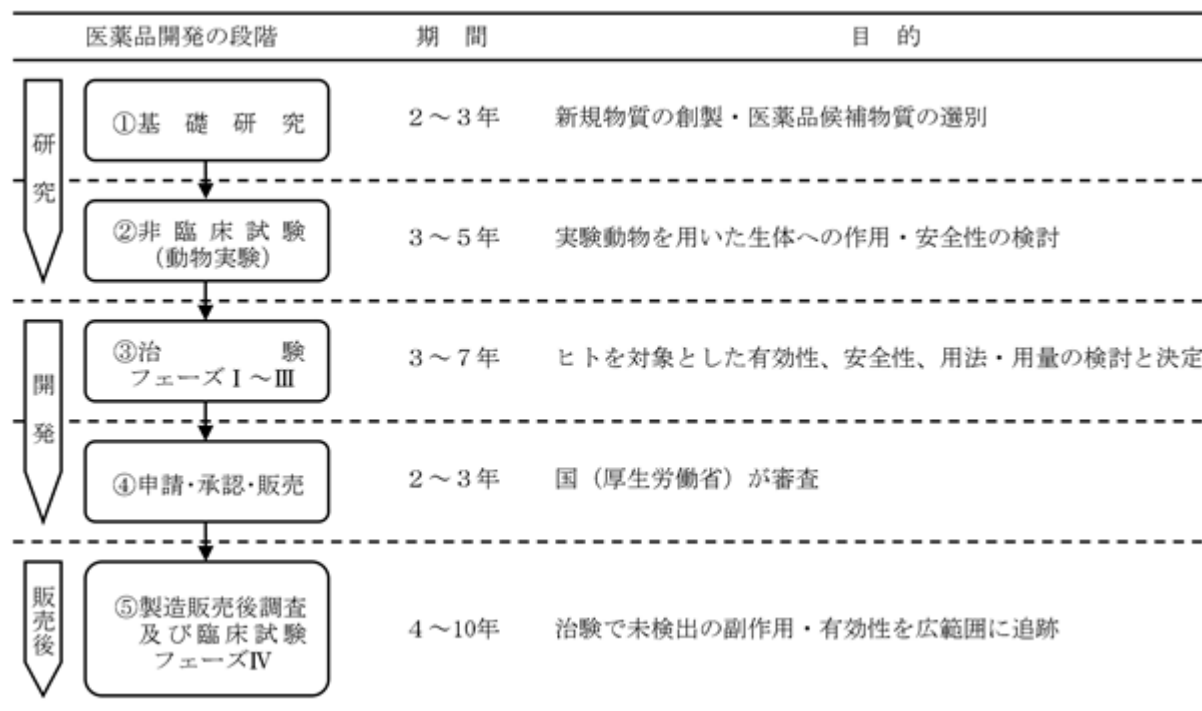 医薬品開発の段階 期 間 目 的
研究
①基 礎 研 究 2～3年 新規物質の創製・医薬品候補物質の選別
②非 臨 床 試 験
(動物実験) 3～5年 実験動物を用いた生体への作用・安全性の検討
開発
③治 験
フェーズⅠ～Ⅲ 3～7年 ヒトを対象とした有効性、安全性、用法・用量の検討と決定
④申請・承認・販売 2～3年 国（厚生労働省）が審査
販売後
⑤製造販売後調査
及び臨床試験
フェーズⅣ 4～10年 治験で未検出の副作用・有効性を広範囲に追跡